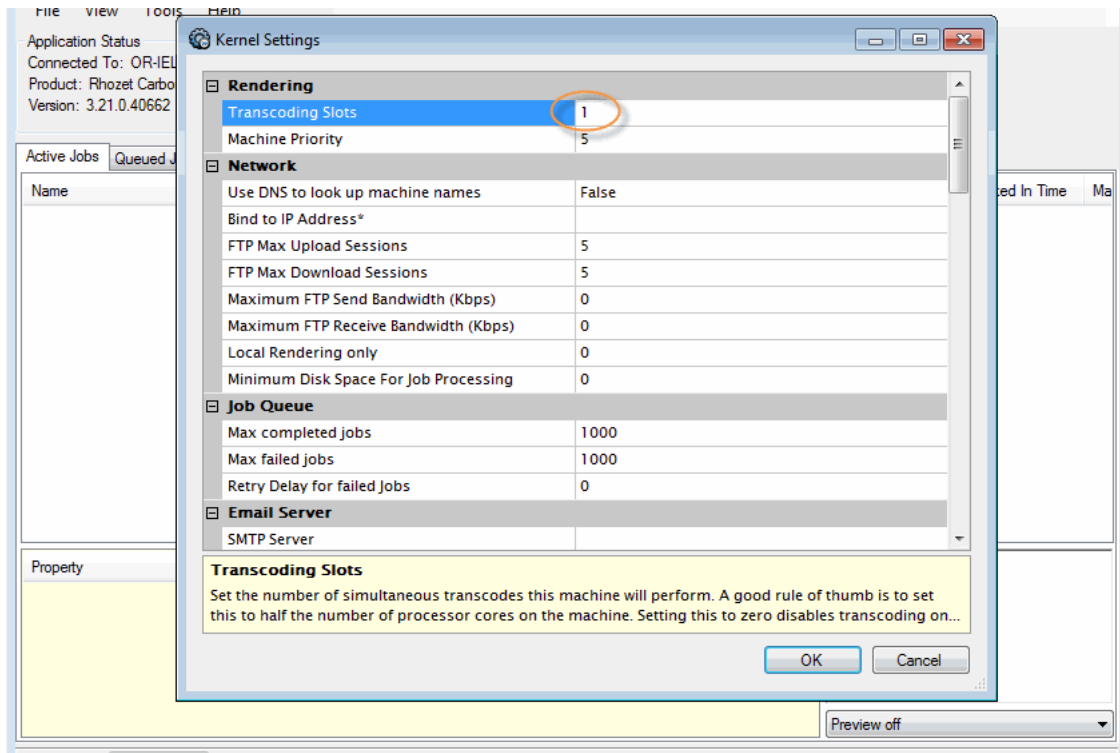 File View Tools Help
Application Status
Connected To: OR-IEL
Product: Rhozet Carbo
Version: 3.21.0.40662
Active Jobs Queued J
Name
ted In Time Ma
Property
Preview off
Kernel Settings
Rendering
Transcoding Slots 1
Machine Priority 5
Network
Use DNS to look up machine names False
Bind to IP Address*
FTP Max Upload Sessions 5
FTP Max Download Sessions 5
Maximum FTP Send Bandwidth (Kbps) 0
Maximum FTP Receive Bandwidth (Kbps) 0
Local Rendering only 0
Minimum Disk Space For Job Processing 0
Job Queue
Max completed jobs 1000
Max failed jobs 1000
Retry Delay for failed Jobs 0
Email Server
SMTP Server
Transcoding Slots
Set the number of simultaneous transcodes this machine will perform. A good rule of thumb is to set
this to half the number of processor cores on the machine. Setting this to zero disables transcoding on...
OK Cancel